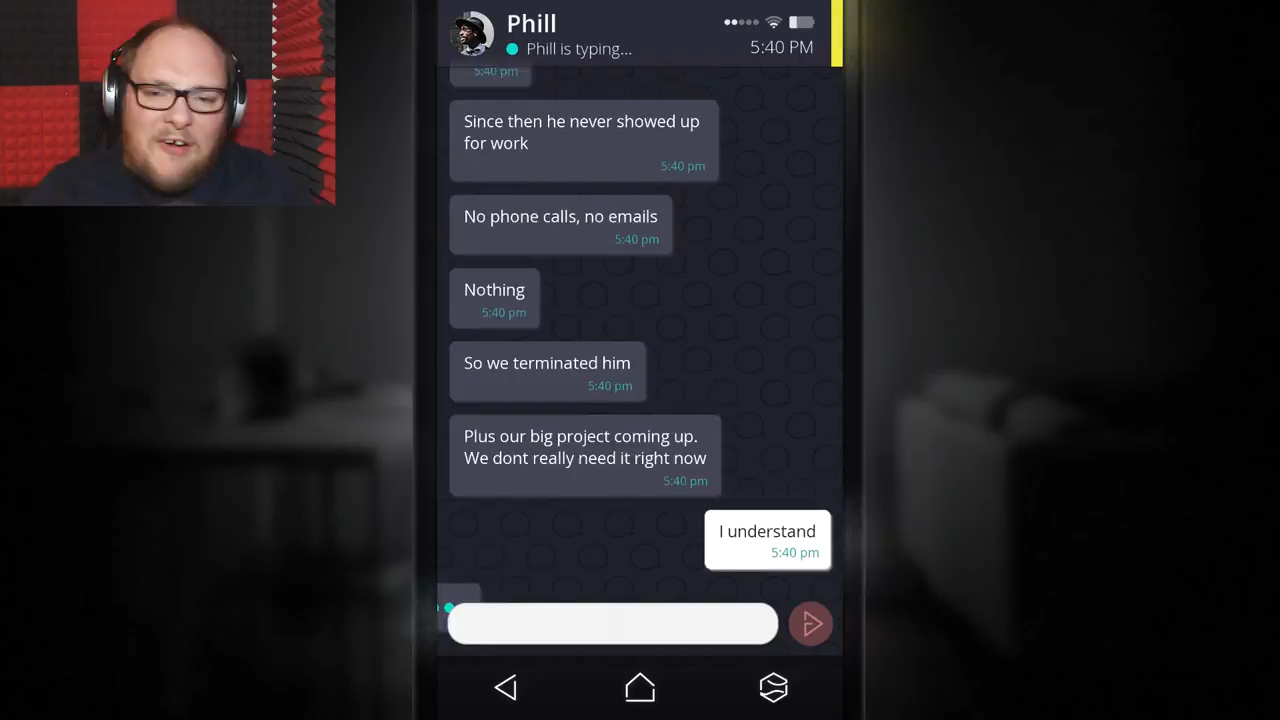 Phill
Phill is typing...
5:40 PM
5:40 pm
Since then he never showed up
for work
5:40 pm
No phone calls, no emails
5:40 pm
Nothing
5:40 pm
So we terminated him
5:40 pm
Plus our big project coming up.
We dont really need it right now
5:40 pm
I understand
5:40 pm